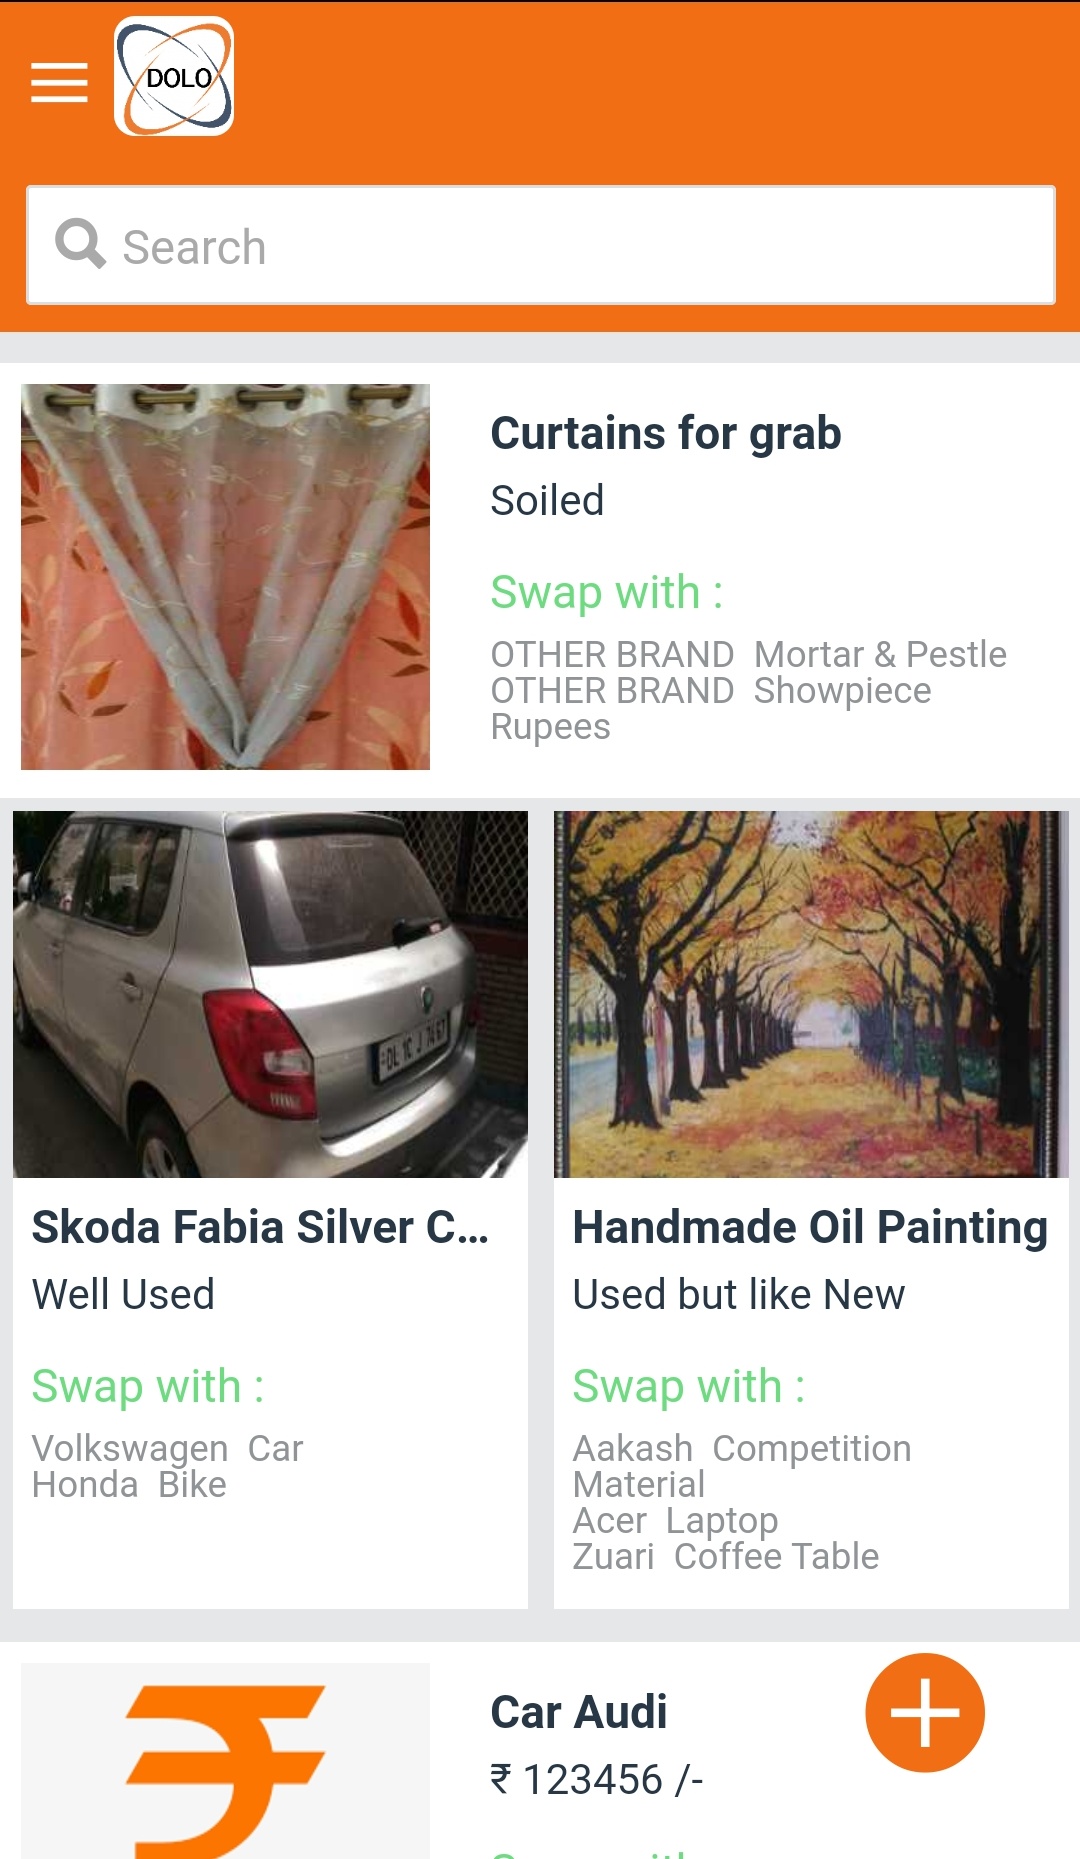 DOLO
Search
Curtains for grab
Soiled
Swap with :
OTHER BRAND Mortar & Pestle
OTHER BRAND Showpiece
Rupees
DL 1C J 7467
Skoda Fabia Silver C...
Well Used
Swap with :
Volkswagen Car
Honda Bike
Handmade Oil Painting
Used but like New
Swap with :
Aakash Competition
Material
Acer Laptop
Zuari Coffee Table
Car Audi
₹ 123456 /-